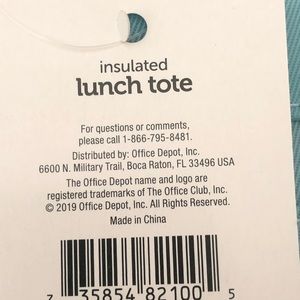 insulated
lunch tote
For questions or comments,
please call 1-866-795-8481.
Distributed by: Office Depot, Inc.
6600 N. Military Trail, Boca Raton, FL 33496 USA
The Office Depot name and logo are
registered trademarks of The Office Club, Inc.
© 2019 Office Depot, Inc. All Rights Reserved.
Made in China
7 35854 82100 5